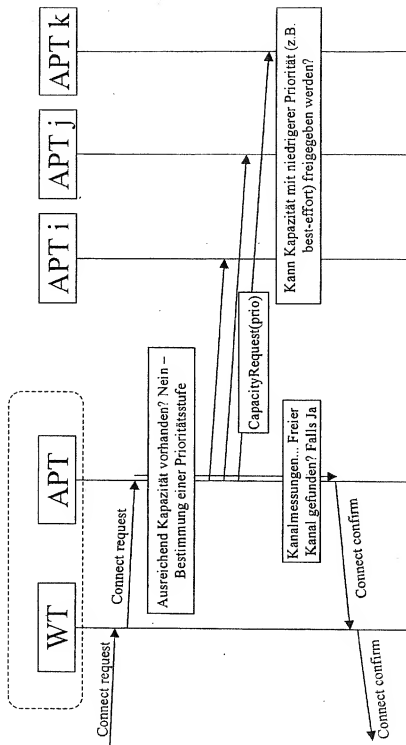 WT
APT
APT i
APT j
APT k
Connect request
Connect request
Ausreichend Kapazität vorhanden? Nein –
Bestimmung einer Prioritätsstufe
CapacityRequest(prio)
Kann Kapazität mit niedrigerer Priorität (z.B.
best-effort) freigegeben werden?
Kanalmessungen... Freier
Kanal gefunden? Falls Ja
Connect confirm
Connect confirm